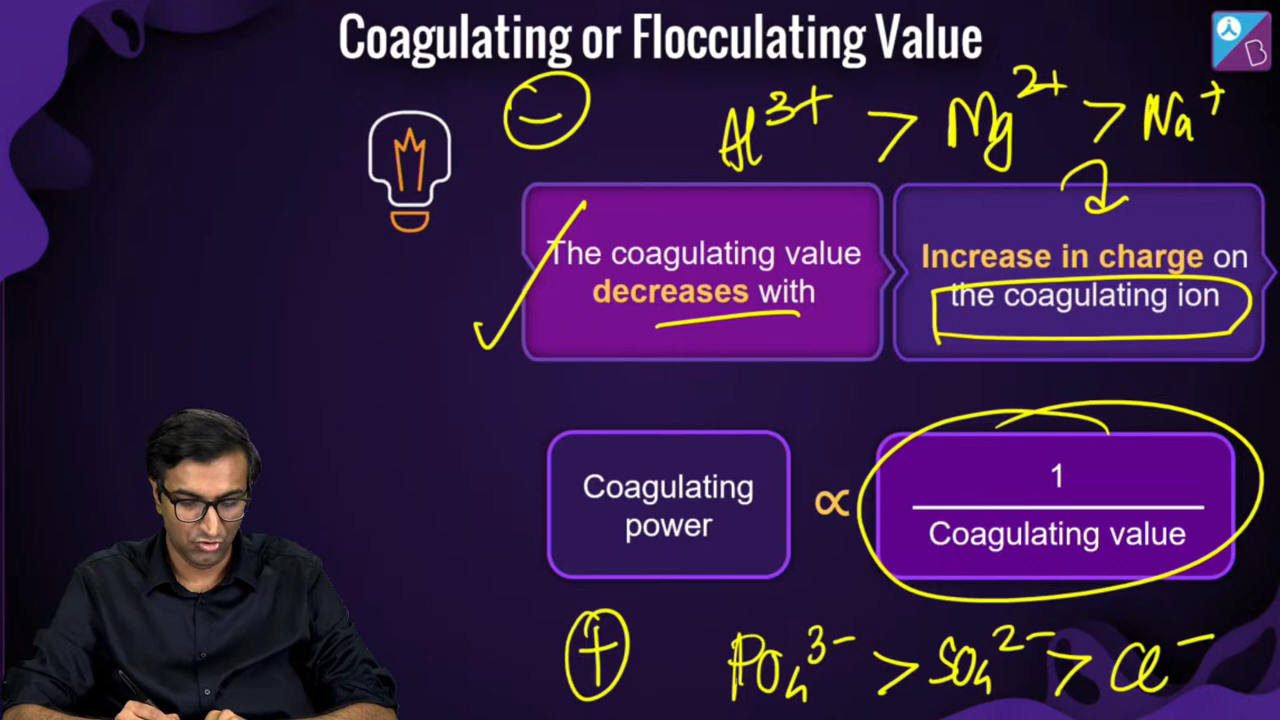 Coagulating or Flocculating Value
B
−
Al³⁺ > Mg²⁺ > Na⁺
The coagulating value
decreases with
Increase in charge on
the coagulating ion
Coagulating
power
∝
1
Coagulating value
+
PO₄³⁻ > SO₄²⁻ > Cl⁻